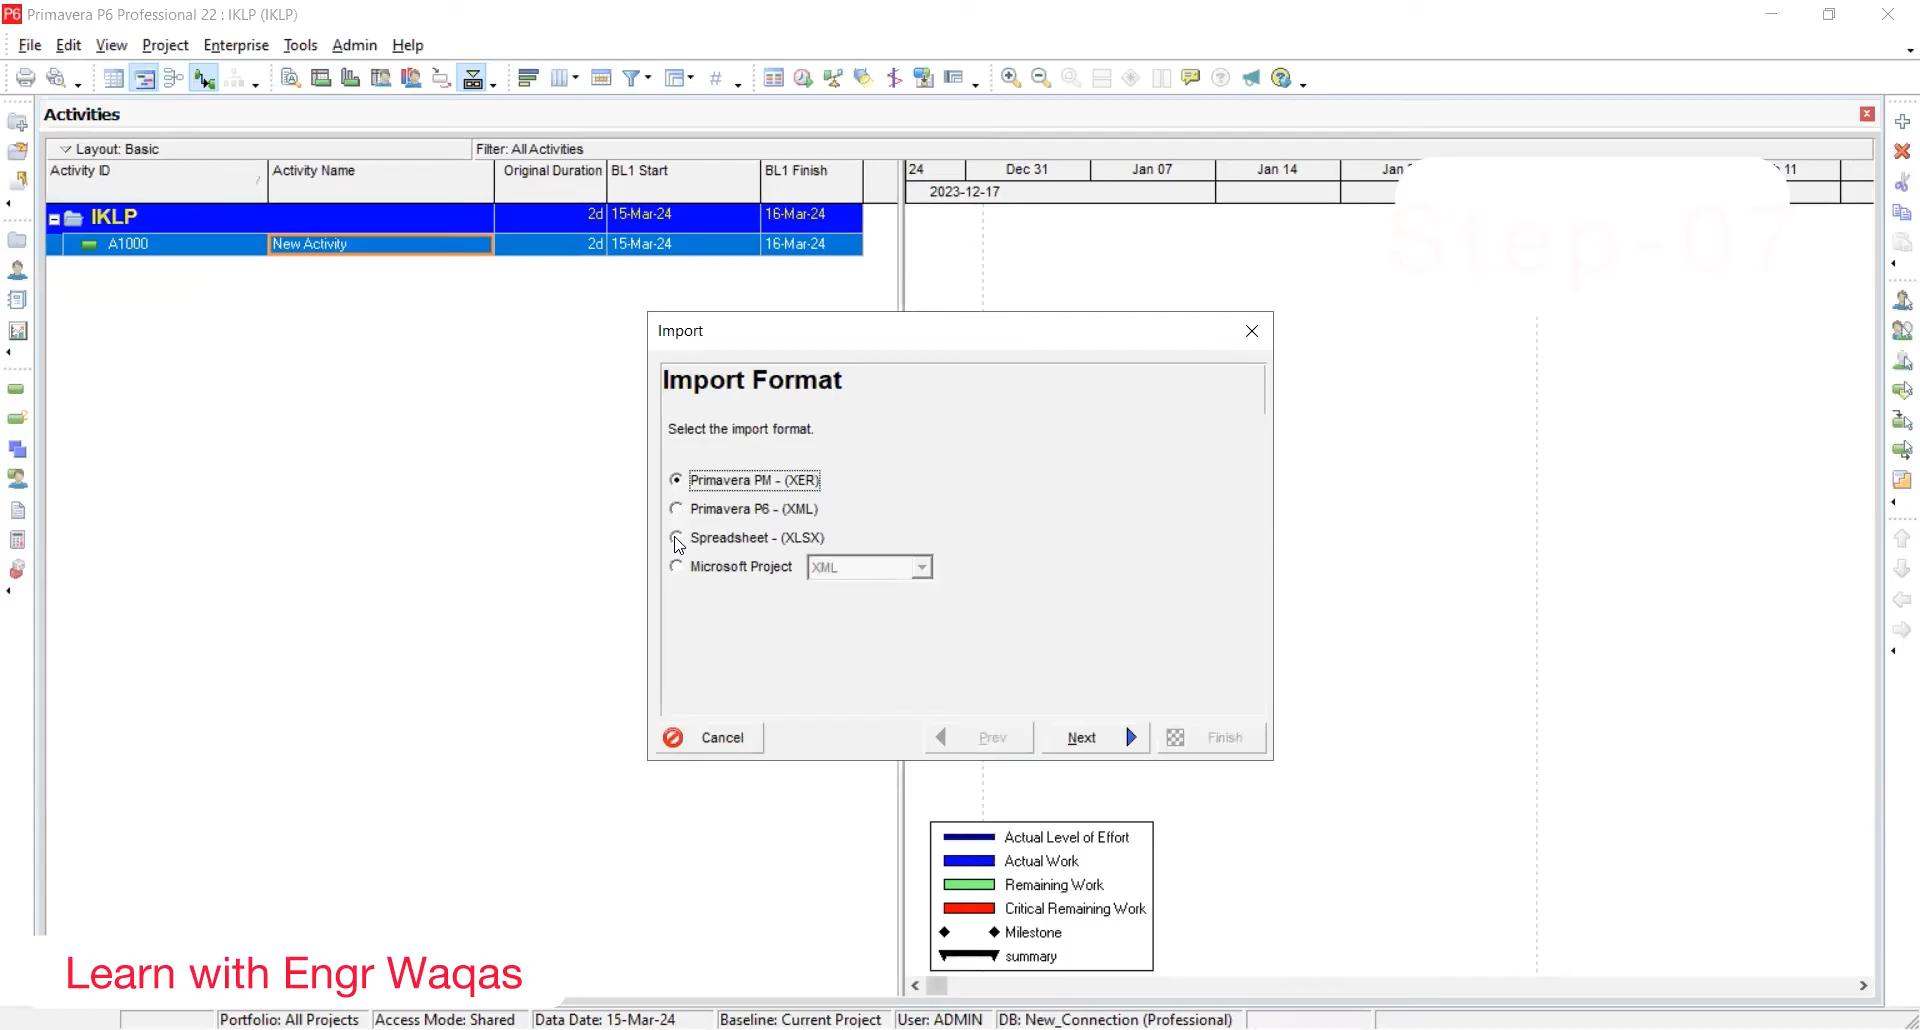 P6 Primavera P6 Professional 22 : IKLP (IKLP)
File Edit View Project Enterprise Tools Admin Help
Activities
Layout: Basic Filter: All Activities
Activity ID Activity Name Original Duration BL1 Start BL1 Finish 24 Dec 31 Jan 07 Jan 14 Jan 11
2023-12-17
IKLP 2d 15-Mar-24 16-Mar-24
A1000 New Activity 2d 15-Mar-24 16-Mar-24
Step-07
Import
Import Format
Select the import format.
Primavera PM - (XER)
Primavera P6 - (XML)
Spreadsheet - (XLSX)
Microsoft Project XML
Cancel Prev Next Finish
Actual Level of Effort
Actual Work
Remaining Work
Critical Remaining Work
Milestone
summary
Learn with Engr Waqas
Portfolio: All Projects Access Mode: Shared Data Date: 15-Mar-24 Baseline: Current Project User: ADMIN DB: New_Connection (Professional)